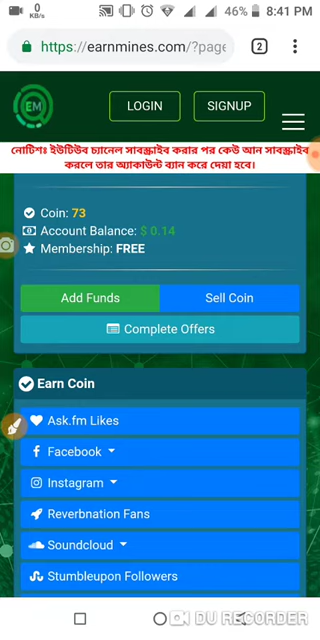 0
KB/s
46%
8:41 PM
https://earnmines.com/?page
2
EM
LOGIN
SIGNUP
নোটিশঃ ইউটিউব চ্যানেল সাবস্ক্রাইব করার পর কেউ আন সাবস্ক্রাইব
করলে তার অ্যাকাউন্ট ব্যান করে দেয়া হবে।
Coin: 73
Account Balance: $ 0.14
Membership: FREE
Add Funds
Sell Coin
Complete Offers
Earn Coin
Ask.fm Likes
Facebook
Instagram
Reverbnation Fans
Soundcloud
Stumbleupon Followers
DU RECORDER